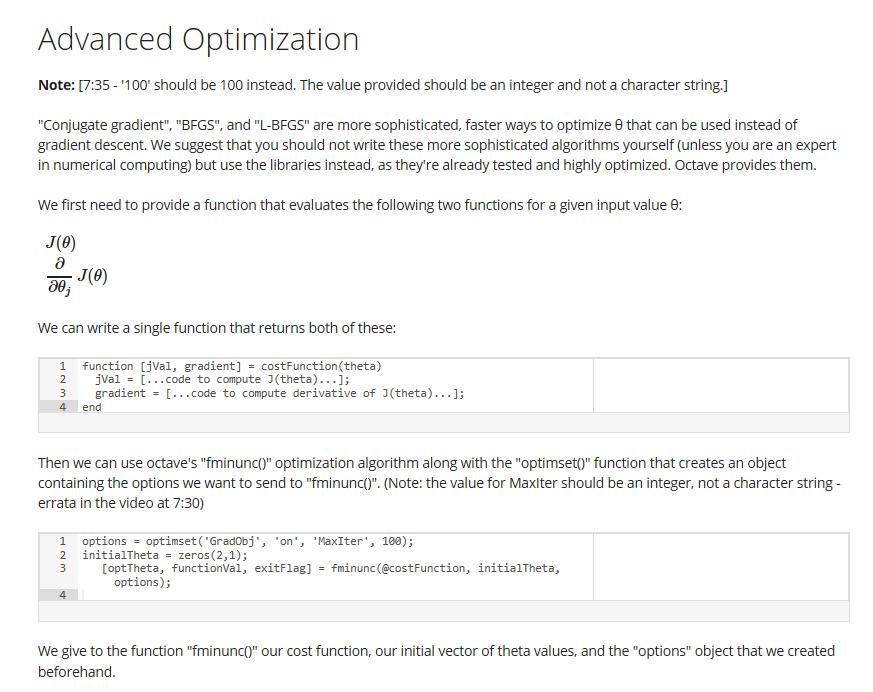 Advanced Optimization
Note: [7:35 - '100' should be 100 instead. The value provided should be an integer and not a character string.]
"Conjugate gradient", "BFGS", and "L-BFGS" are more sophisticated, faster ways to optimize θ that can be used instead of
gradient descent. We suggest that you should not write these more sophisticated algorithms yourself (unless you are an expert
in numerical computing) but use the libraries instead, as they're already tested and highly optimized. Octave provides them.
We first need to provide a function that evaluates the following two functions for a given input value θ:
J(θ)
∂
∂θj J(θ)
We can write a single function that returns both of these:
1 function [jVal, gradient] = costFunction(theta)
2 jVal = [...code to compute J(theta)...];
3 gradient = [...code to compute derivative of J(theta)...];
4 end
Then we can use octave's "fminunc()" optimization algorithm along with the "optimset()" function that creates an object
containing the options we want to send to "fminunc()". (Note: the value for MaxIter should be an integer, not a character string -
errata in the video at 7:30)
1 options = optimset('GradObj', 'on', 'MaxIter', 100);
2 initialTheta = zeros(2,1);
3 [optTheta, functionVal, exitFlag] = fminunc(@costFunction, initialTheta,
options);
4
We give to the function "fminunc()" our cost function, our initial vector of theta values, and the "options" object that we created
beforehand.